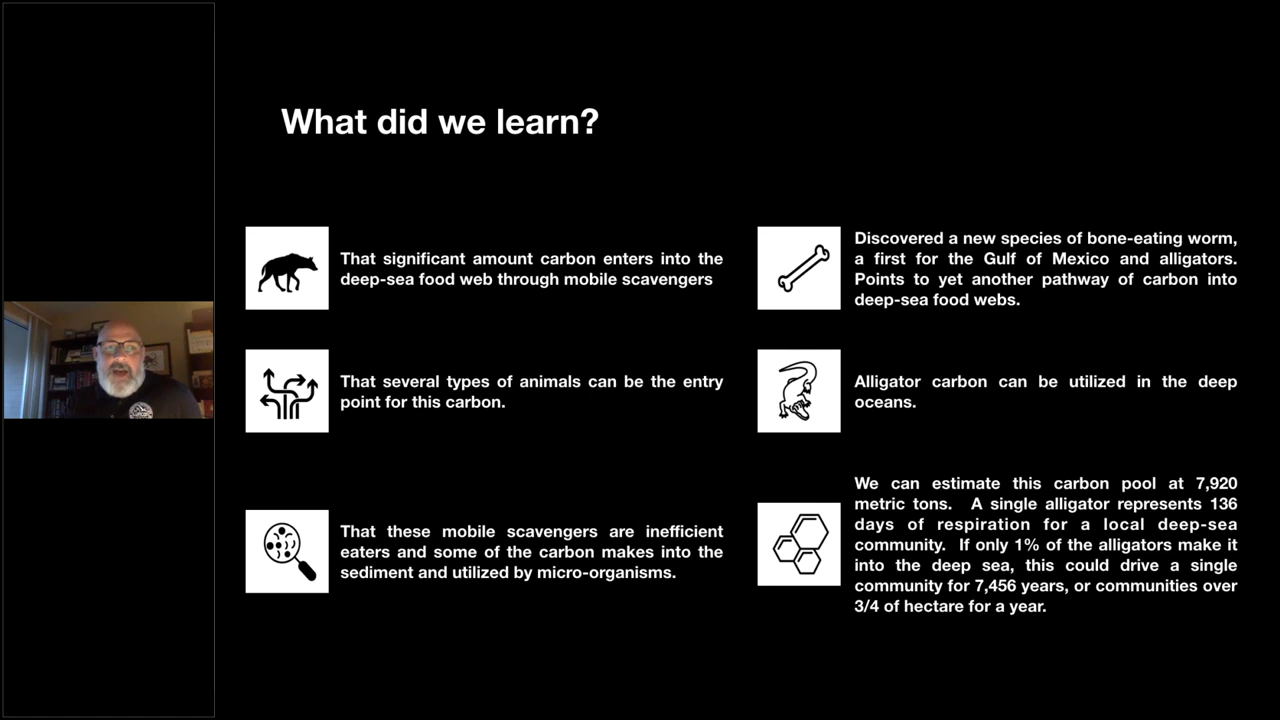 What did we learn?
That significant amount carbon enters into the
deep-sea food web through mobile scavengers
That several types of animals can be the entry
point for this carbon.
That these mobile scavengers are inefficient
eaters and some of the carbon makes into the
sediment and utilized by micro-organisms.
Discovered a new species of bone-eating worm,
a first for the Gulf of Mexico and alligators.
Points to yet another pathway of carbon into
deep-sea food webs.
Alligator carbon can be utilized in the deep
oceans.
We can estimate this carbon pool at 7,920
metric tons. A single alligator represents 136
days of respiration for a local deep-sea
community. If only 1% of the alligators make it
into the deep sea, this could drive a single
community for 7,456 years, or communities over
3/4 of hectare for a year.